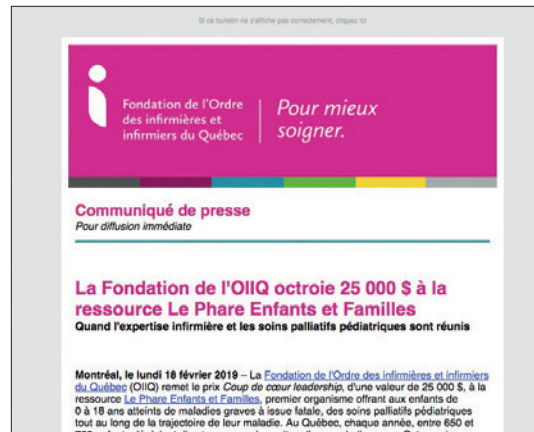 Si ce bulletin ne s'affiche pas correctement, cliquez ici
Fondation de l'Ordre
des infirmières et
infirmiers du Québec
Pour mieux
soigner.
Communiqué de presse
Pour diffusion immédiate
La Fondation de l'OIIQ octroie 25 000 $ à la
ressource Le Phare Enfants et Familles
Quand l'expertise infirmière et les soins palliatifs pédiatriques sont réunis
Montréal, le lundi 18 février 2019 – La Fondation de l'Ordre des infirmières et infirmiers
du Québec (OIIQ) remet le prix Coup de cœur leadership, d'une valeur de 25 000 $, à la
ressource Le Phare Enfants et Familles, premier organisme offrant aux enfants de
0 à 18 ans atteints de maladies graves à issue fatale, des soins palliatifs pédiatriques
tout au long de la trajectoire de leur maladie. Au Québec, chaque année, entre 650 et